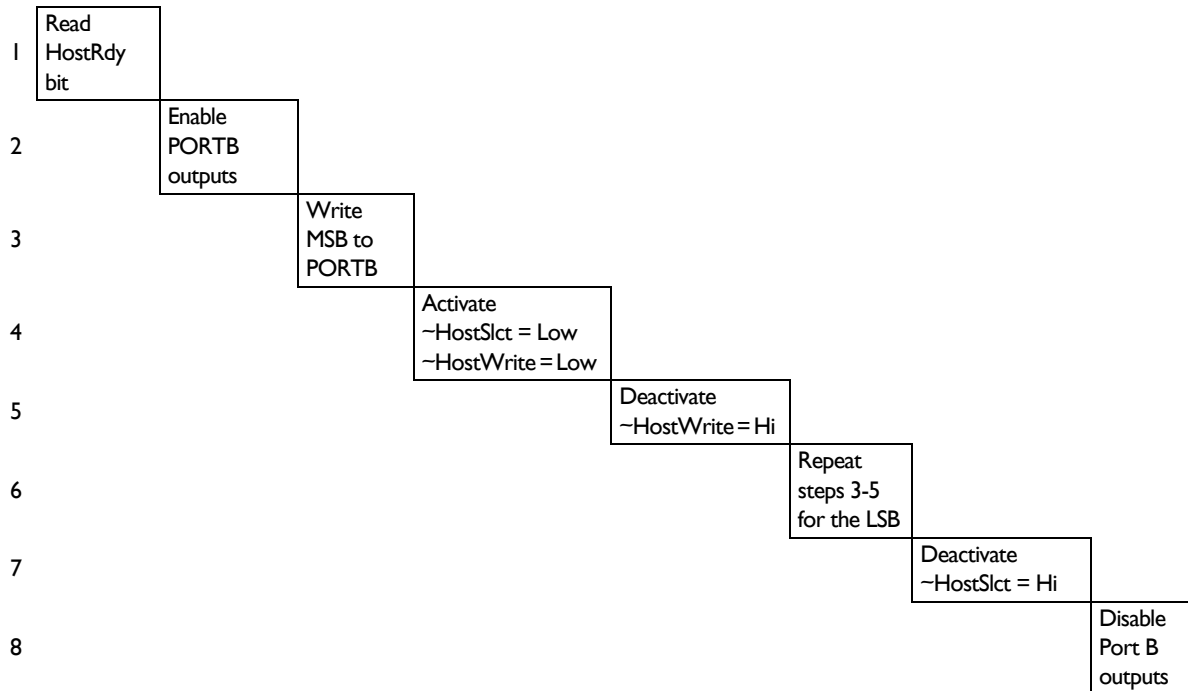 1
Read
HostRdy
bit
2
Enable
PORTB
outputs
3
Write
MSB to
PORTB
4
Activate
~HostSlct = Low
~HostWrite = Low
5
Deactivate
~HostWrite = Hi
6
Repeat
steps 3-5
for the LSB
7
Deactivate
~HostSlct = Hi
8
Disable
Port B
outputs